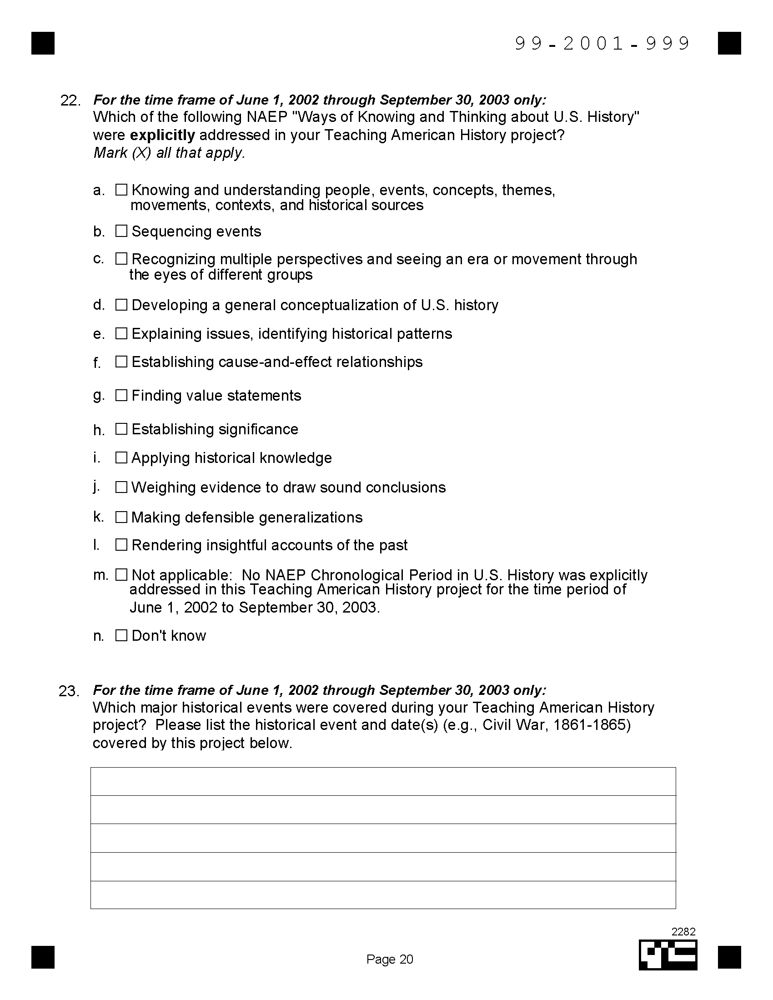 99-2001-999
22. For the time frame of June 1, 2002 through September 30, 2003 only:
Which of the following NAEP "Ways of Knowing and Thinking about U.S. History"
were explicitly addressed in your Teaching American History project?
Mark (X) all that apply.
a. Knowing and understanding people, events, concepts, themes,
movements, contexts, and historical sources
b. Sequencing events
c. Recognizing multiple perspectives and seeing an era or movement through
the eyes of different groups
d. Developing a general conceptualization of U.S. history
e. Explaining issues, identifying historical patterns
f. Establishing cause-and-effect relationships
g. Finding value statements
h. Establishing significance
i. Applying historical knowledge
j. Weighing evidence to draw sound conclusions
k. Making defensible generalizations
l. Rendering insightful accounts of the past
m. Not applicable: No NAEP Chronological Period in U.S. History was explicitly
addressed in this Teaching American History project for the time period of
June 1, 2002 to September 30, 2003.
n. Don't know
23. For the time frame of June 1, 2002 through September 30, 2003 only:
Which major historical events were covered during your Teaching American History
project? Please list the historical event and date(s) (e.g., Civil War, 1861-1865)
covered by this project below.
2282
Page 20